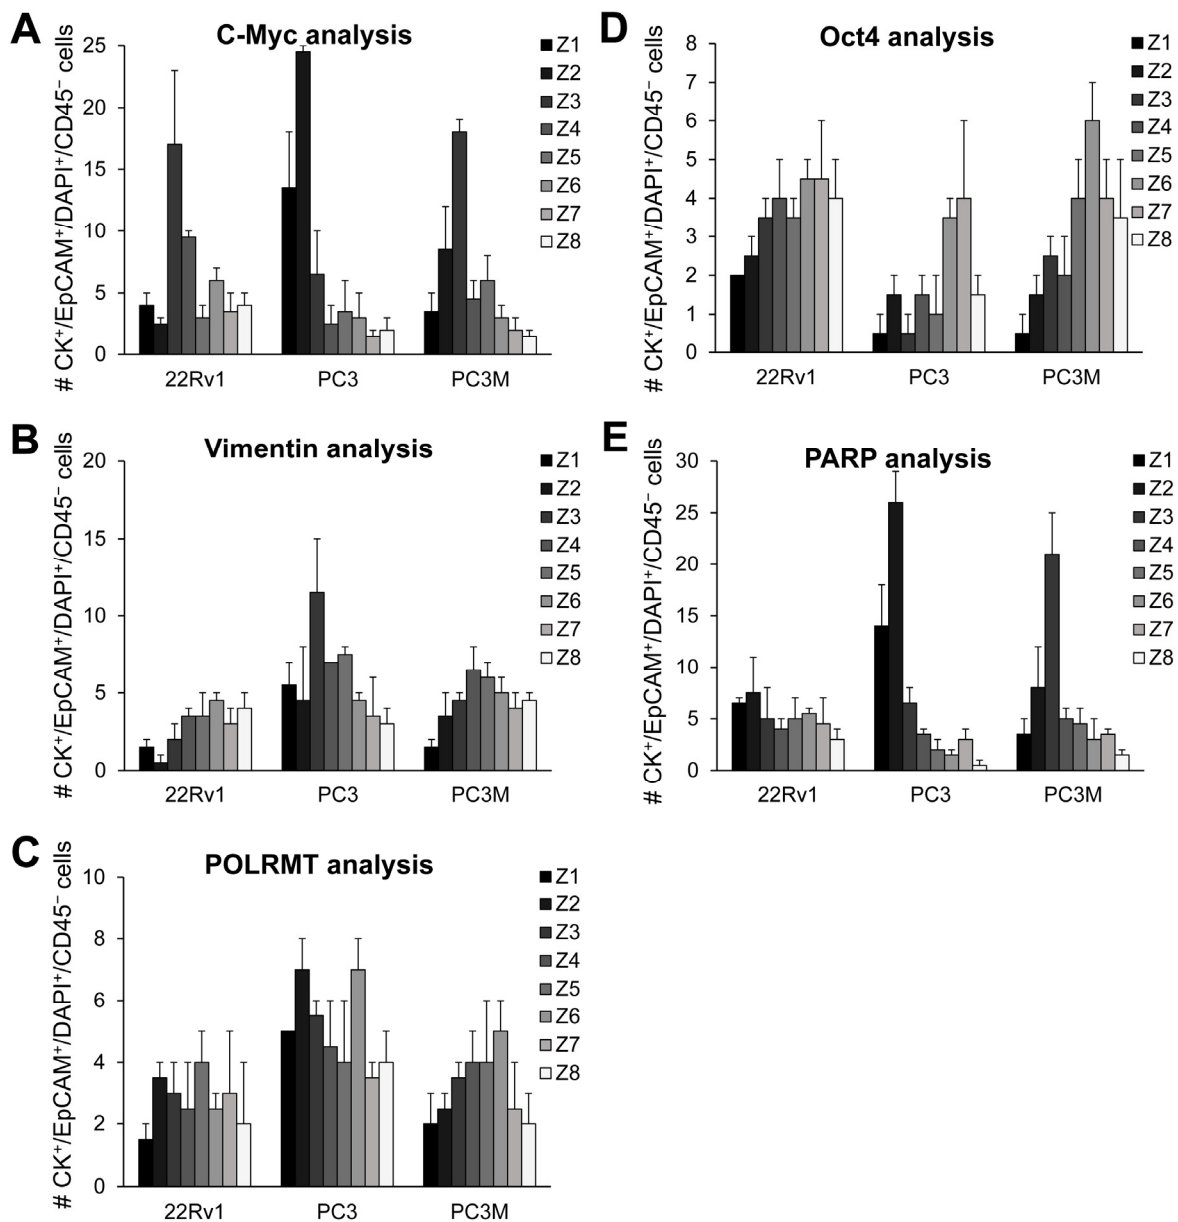 A
C-Myc analysis
# CK⁺/EpCAM⁺/DAPI⁺/CD45⁻ cells
25
20
15
10
5
0
22Rv1 PC3 PC3M
Z1
Z2
Z3
Z4
Z5
Z6
Z7
Z8
B
Vimentin analysis
# CK⁺/EpCAM⁺/DAPI⁺/CD45⁻ cells
20
15
10
5
0
22Rv1 PC3 PC3M
Z1
Z2
Z3
Z4
Z5
Z6
Z7
Z8
C
POLRMT analysis
# CK⁺/EpCAM⁺/DAPI⁺/CD45⁻ cells
10
8
6
4
2
0
22Rv1 PC3 PC3M
Z1
Z2
Z3
Z4
Z5
Z6
Z7
Z8
D
Oct4 analysis
# CK⁺/EpCAM⁺/DAPI⁺/CD45⁻ cells
8
7
6
5
4
3
2
1
0
22Rv1 PC3 PC3M
Z1
Z2
Z3
Z4
Z5
Z6
Z7
Z8
E
PARP analysis
# CK⁺/EpCAM⁺/DAPI⁺/CD45⁻ cells
30
25
20
15
10
5
0
22Rv1 PC3 PC3M
Z1
Z2
Z3
Z4
Z5
Z6
Z7
Z8